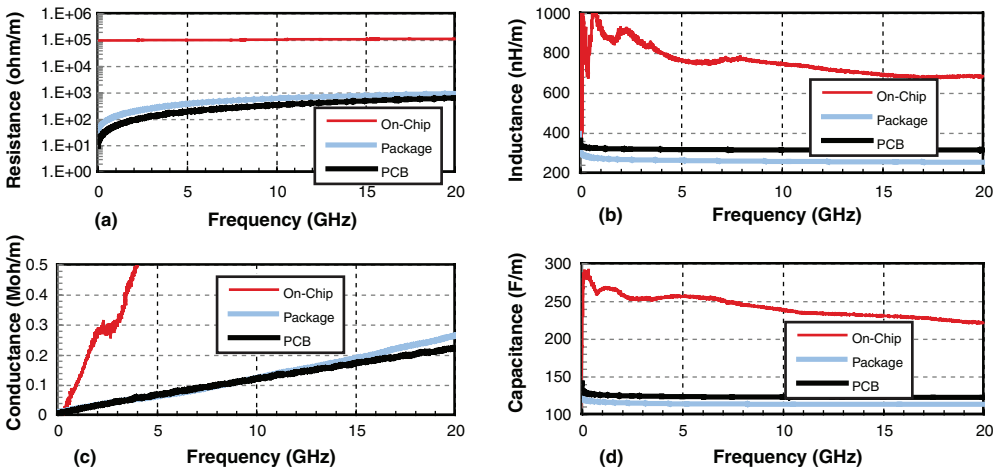 Resistance (ohm/m)
1.E+06
1.E+05
1.E+04
1.E+03
1.E+02
1.E+01
1.E+00
On-Chip
Package
PCB
0 5 10 15 20
(a) Frequency (GHz)
Inductance (nH/m)
1000
800
600
400
200
On-Chip
Package
PCB
0 5 10 15 20
(b) Frequency (GHz)
Conductance (Moh/m)
0.5
0.4
0.3
0.2
0.1
0
On-Chip
Package
PCB
0 5 10 15 20
(c) Frequency (GHz)
Capacitance (F/m)
300
250
200
150
100
On-Chip
Package
PCB
0 5 10 15 20
(d) Frequency (GHz)